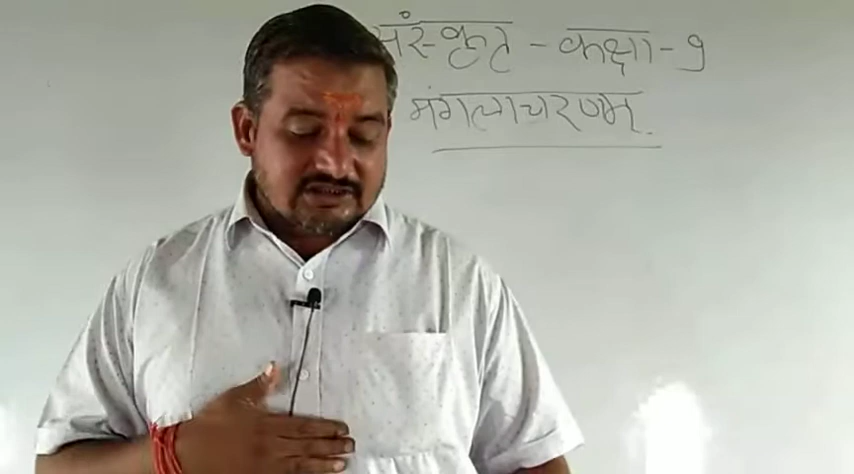 संस्कृत - कक्षा - 9
मंगलाचरणम्